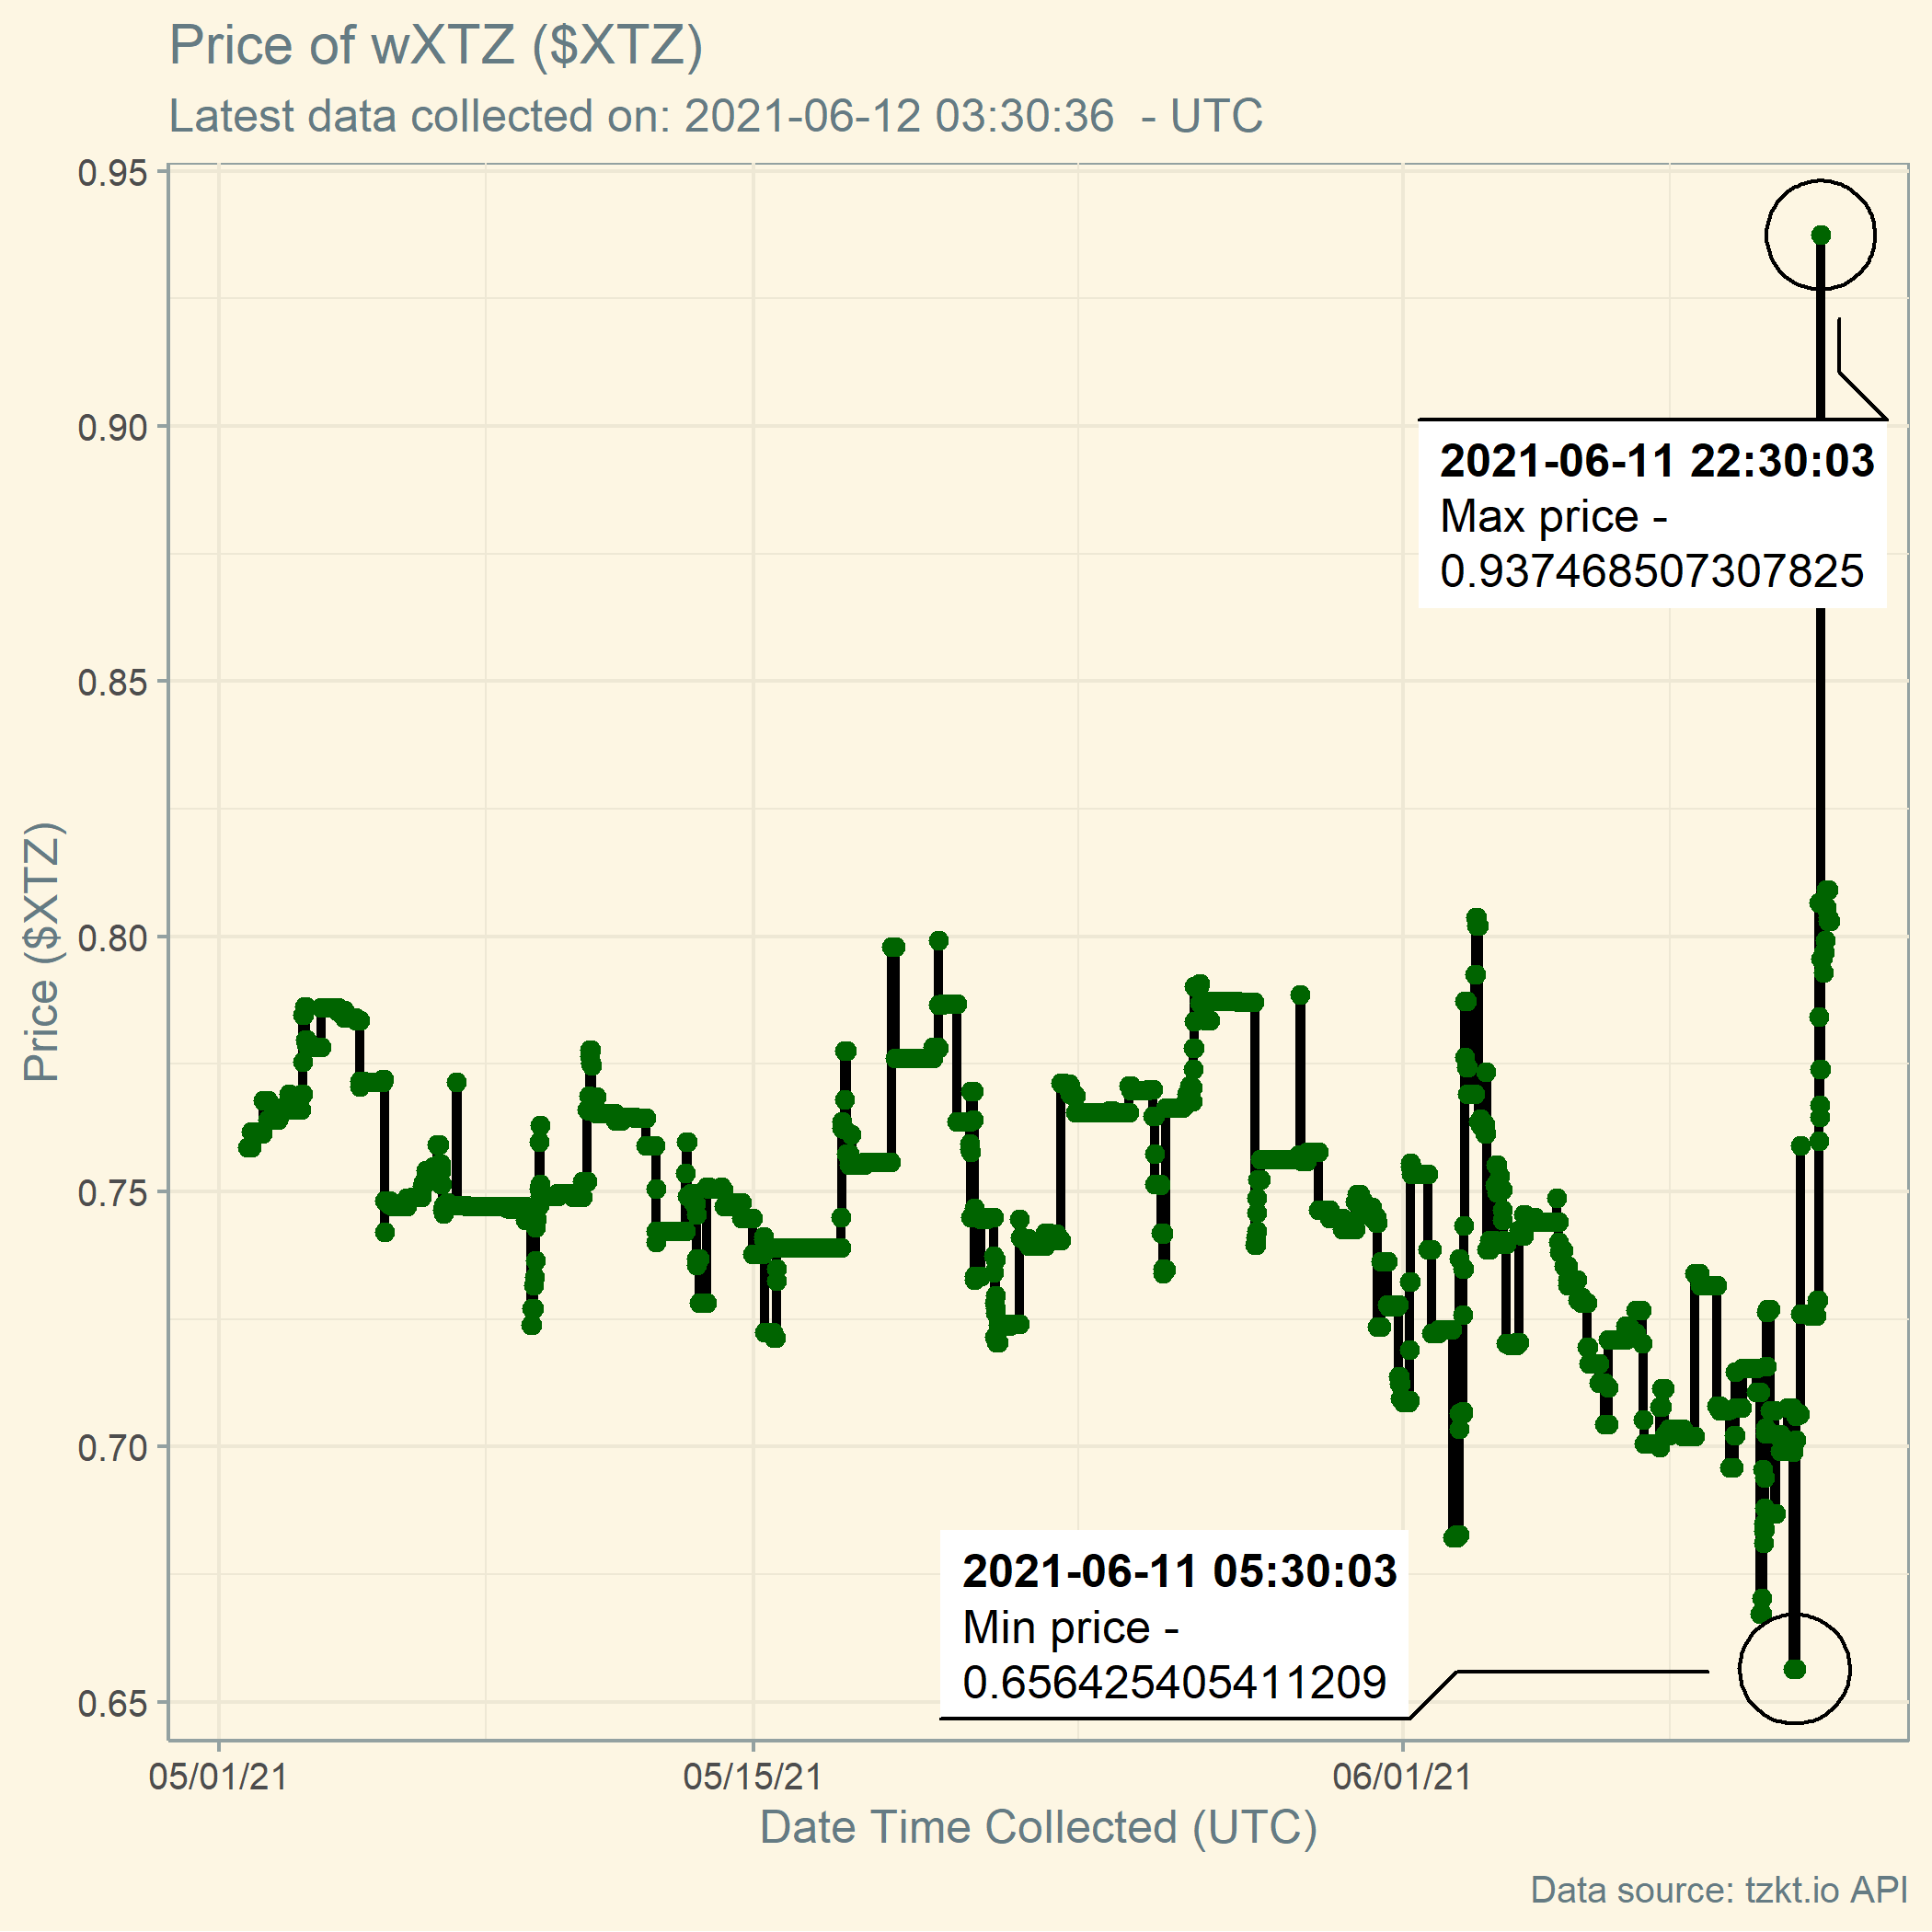 Price of wXTZ ($XTZ)
Latest data collected on: 2021-06-12 03:30:36  - UTC
0.95
0.90
0.85
0.80
0.75
0.70
0.65
Price ($XTZ)
2021-06-11 22:30:03
Max price -
0.937468507307825
2021-06-11 05:30:03
Min price -
0.656425405411209
05/01/21
05/15/21
06/01/21
Date Time Collected (UTC)
Data source: tzkt.io API